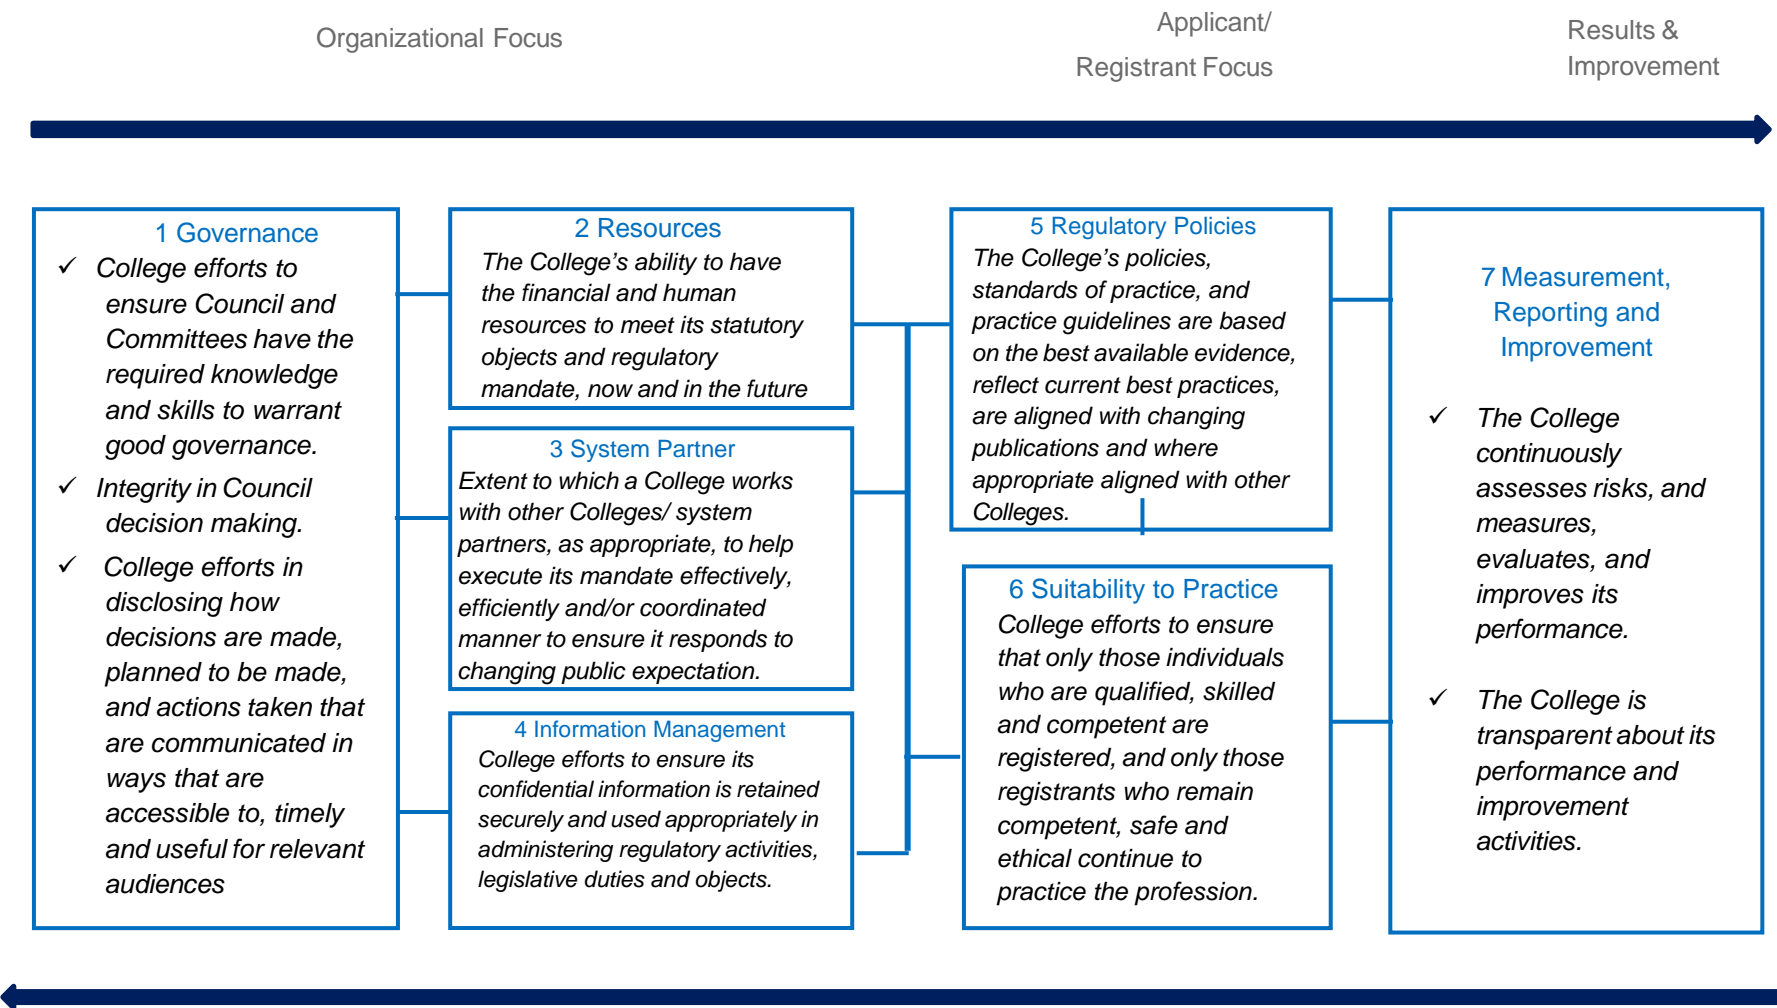 Organizational Focus
Applicant/
Registrant Focus
Results &
Improvement
1 Governance
✓ College efforts to
ensure Council and
Committees have the
required knowledge
and skills to warrant
good governance.
✓ Integrity in Council
decision making.
✓ College efforts in
disclosing how
decisions are made,
planned to be made,
and actions taken that
are communicated in
ways that are
accessible to, timely
and useful for relevant
audiences
2 Resources
The College’s ability to have
the financial and human
resources to meet its statutory
objects and regulatory
mandate, now and in the future
3 System Partner
Extent to which a College works
with other Colleges/ system
partners, as appropriate, to help
execute its mandate effectively,
efficiently and/or coordinated
manner to ensure it responds to
changing public expectation.
4 Information Management
College efforts to ensure its
confidential information is retained
securely and used appropriately in
administering regulatory activities,
legislative duties and objects.
5 Regulatory Policies
The College’s policies,
standards of practice, and
practice guidelines are based
on the best available evidence,
reflect current best practices,
are aligned with changing
publications and where
appropriate aligned with other
Colleges.
6 Suitability to Practice
College efforts to ensure
that only those individuals
who are qualified, skilled
and competent are
registered, and only those
registrants who remain
competent, safe and
ethical continue to
practice the profession.
7 Measurement,
Reporting and
Improvement
✓ The College
continuously
assesses risks, and
measures,
evaluates, and
improves its
performance.
✓ The College is
transparent about its
performance and
improvement
activities.